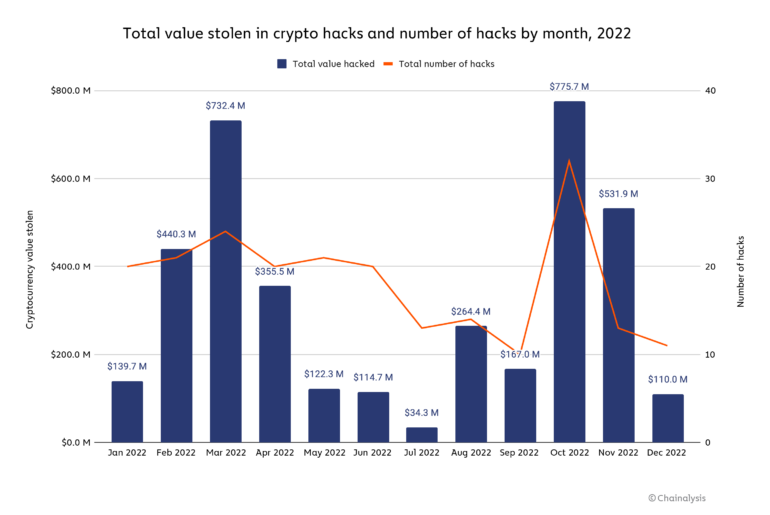 Total value stolen in crypto hacks and number of hacks by month, 2022
Total value hacked Total number of hacks
$800.0 M
$600.0 M
$400.0 M
$200.0 M
$0.0 M
Cryptocurrency value stolen
40
30
20
10
0
Number of hacks
$139.7 M
$440.3 M
$732.4 M
$355.5 M
$122.3 M
$114.7 M
$34.3 M
$264.4 M
$167.0 M
$775.7 M
$531.9 M
$110.0 M
Jan 2022 Feb 2022 Mar 2022 Apr 2022 May 2022 Jun 2022 Jul 2022 Aug 2022 Sep 2022 Oct 2022 Nov 2022 Dec 2022
© Chainalysis